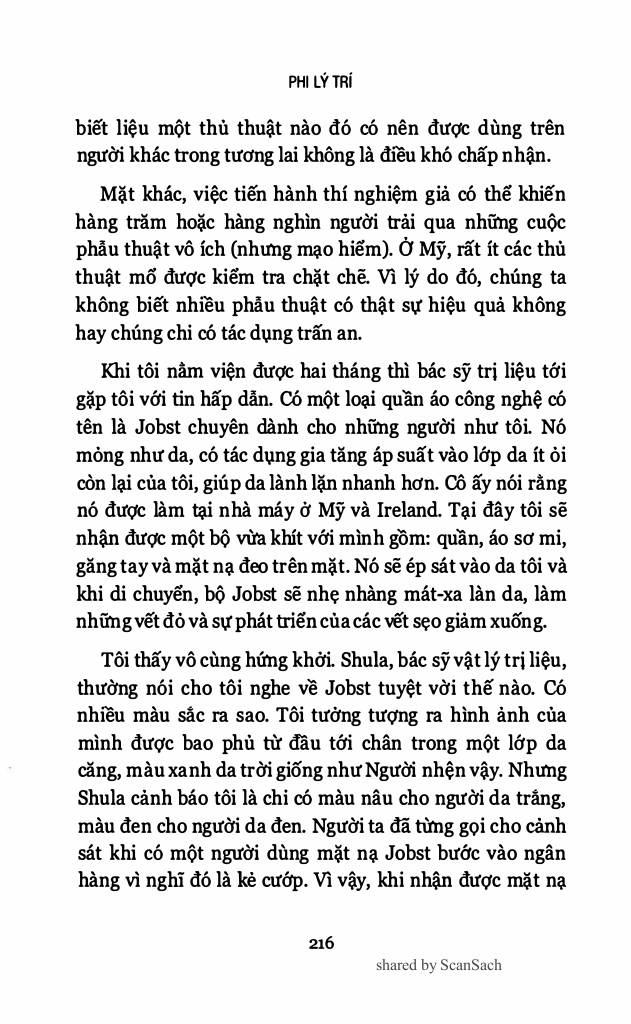 PHI LÝ TRÍ
biết liệu một thủ thuật nào đó có nên được dùng trên
người khác trong tương lai không là điều khó chấp nhận.
Mặt khác, việc tiến hành thí nghiệm giả có thể khiến
hàng trăm hoặc hàng nghìn người trải qua những cuộc
phẫu thuật vô ích (nhưng mạo hiểm). Ở Mỹ, rất ít các thủ
thuật mổ được kiểm tra chặt chẽ. Vì lý do đó, chúng ta
không biết nhiều phẫu thuật có thật sự hiệu quả không
hay chúng chỉ có tác dụng trấn an.
Khi tôi nằm viện được hai tháng thì bác sỹ trị liệu tới
gặp tôi với tin hấp dẫn. Có một loại quần áo công nghệ có
tên là Jobst chuyên dành cho những người như tôi. Nó
mỏng như da, có tác dụng gia tăng áp suất vào lớp da ít ỏi
còn lại của tôi, giúp da lành lặn nhanh hơn. Cô ấy nói rằng
nó được làm tại nhà máy ở Mỹ và Ireland. Tại đây tôi sẽ
nhận được một bộ vừa khít với mình gồm: quần, áo sơ mi,
găng tay và mặt nạ đeo trên mặt. Nó sẽ ép sát vào da tôi và
khi di chuyển, bộ Jobst sẽ nhẹ nhàng mát-xa làn da, làm
những vết đỏ và sự phát triển của các vết sẹo giảm xuống.
Tôi thấy vô cùng hứng khởi. Shula, bác sỹ vật lý trị liệu,
thường nói cho tôi nghe về Jobst tuyệt vời thế nào. Có
nhiều màu sắc ra sao. Tôi tưởng tượng ra hình ảnh của
mình được bao phủ từ đầu tới chân trong một lớp da
căng, màu xanh da trời giống như Người nhện vậy. Nhưng
Shula cảnh báo tôi là chỉ có màu nâu cho người da trắng,
màu đen cho người da đen. Người ta đã từng gọi cho cảnh
sát khi có một người dùng mặt nạ Jobst bước vào ngân
hàng vì nghĩ đó là kẻ cướp. Vì vậy, khi nhận được mặt nạ
216
shared by ScanSach